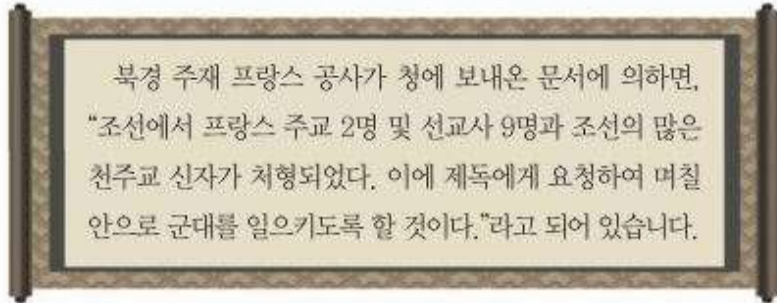 북경 주재 프랑스 공사가 청에 보내온 문서에 의하면,
“조선에서 프랑스 주교 2명 및 선교사 9명과 조선의 많은
천주교 신자가 처형되었다. 이에 제독에게 요청하여 며칠
안으로 군대를 일으키도록 할 것이다.”라고 되어 있습니다.